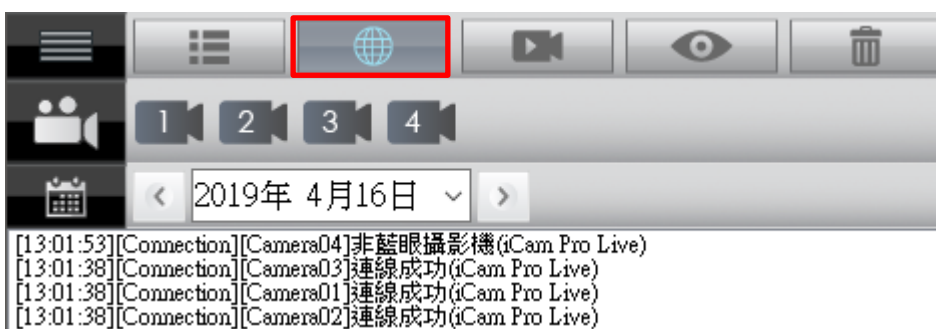 1 2 3 4
2019年 4月16日
[13:01:53][Connection][Camera04]非藍眼攝影機(iCam Pro Live)
[13:01:38][Connection][Camera03]連線成功(iCam Pro Live)
[13:01:38][Connection][Camera01]連線成功(iCam Pro Live)
[13:01:38][Connection][Camera02]連線成功(iCam Pro Live)